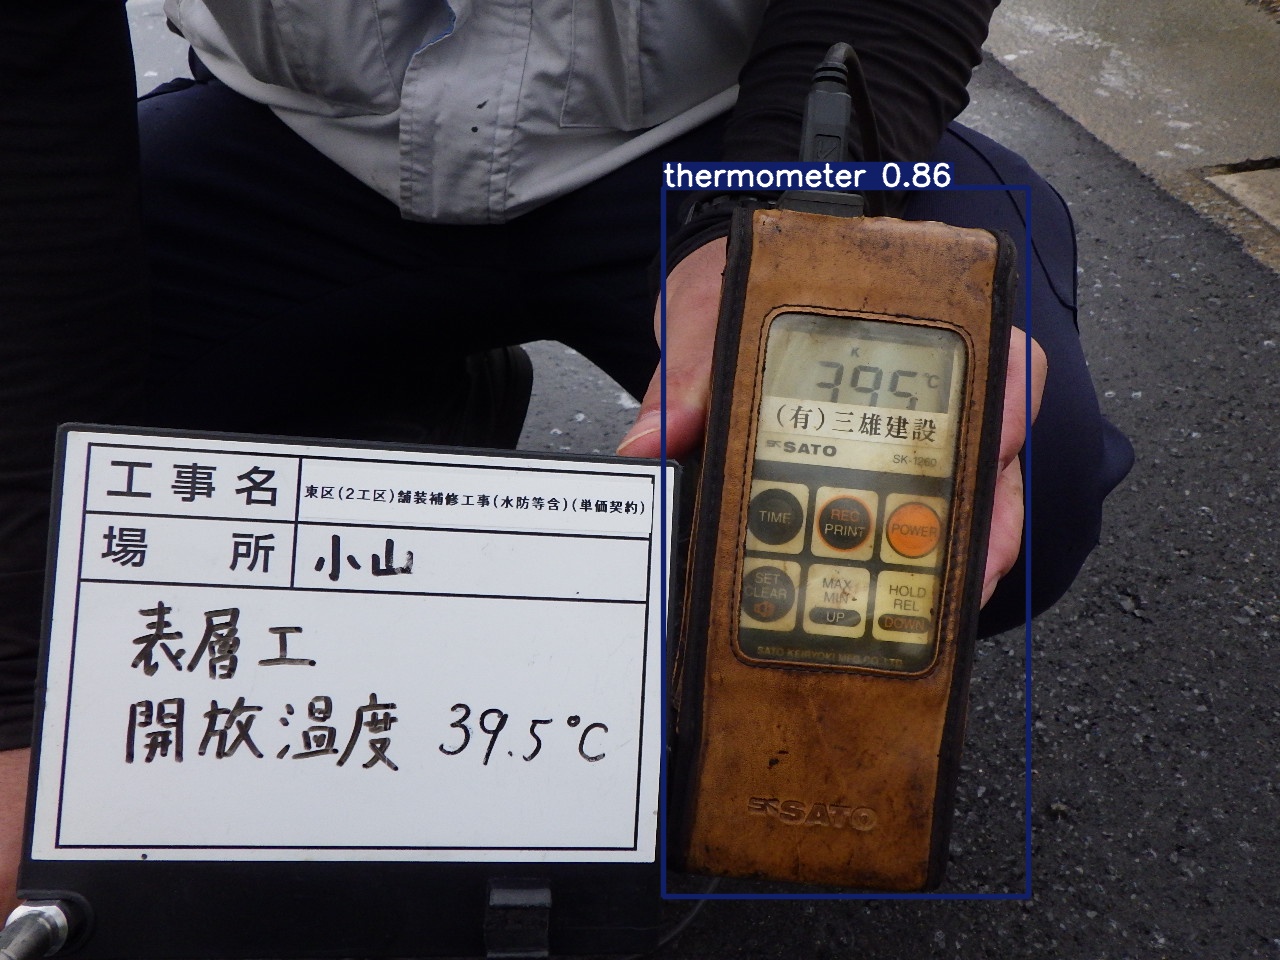 thermometer 0.86
K
39.5 ℃
(有)三雄建設
SK SATO
SK-1260
TIME
REC
PRINT
POWER
SET
CLEAR
MAX
MIN
UP
HOLD
REL
DOWN
SATO KEIRYOKI MFG.CO.,LTD.
SK SATO
工事名
東区(2工区)舗装補修工事(水防等含)(単価契約)
場所
小山
表層工
開放温度 39.5℃